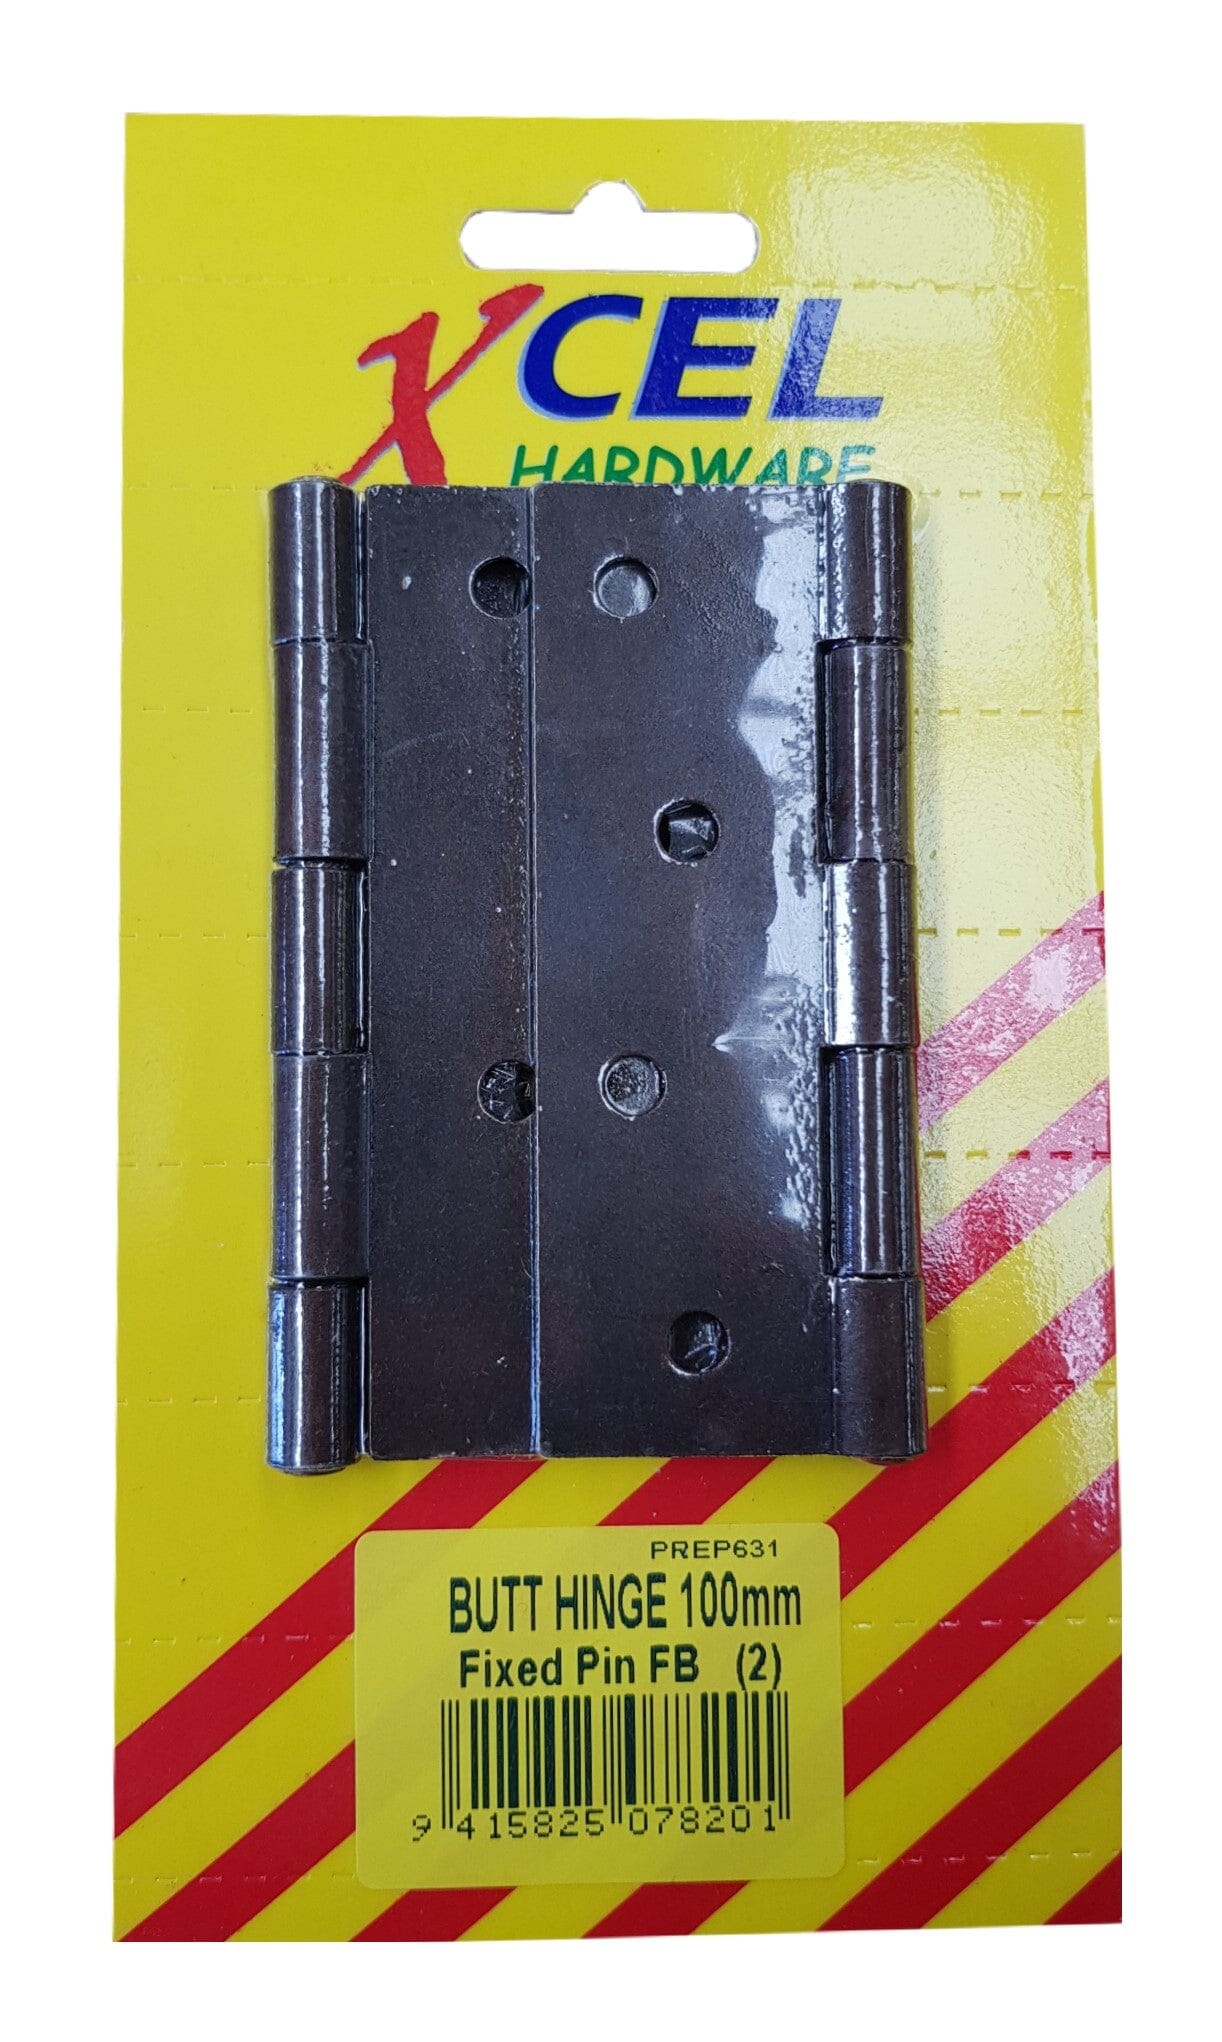 XCEL
HARDWARE
PREP631
BUTT HINGE 100mm
Fixed Pin FB (2)
9 415825 078201